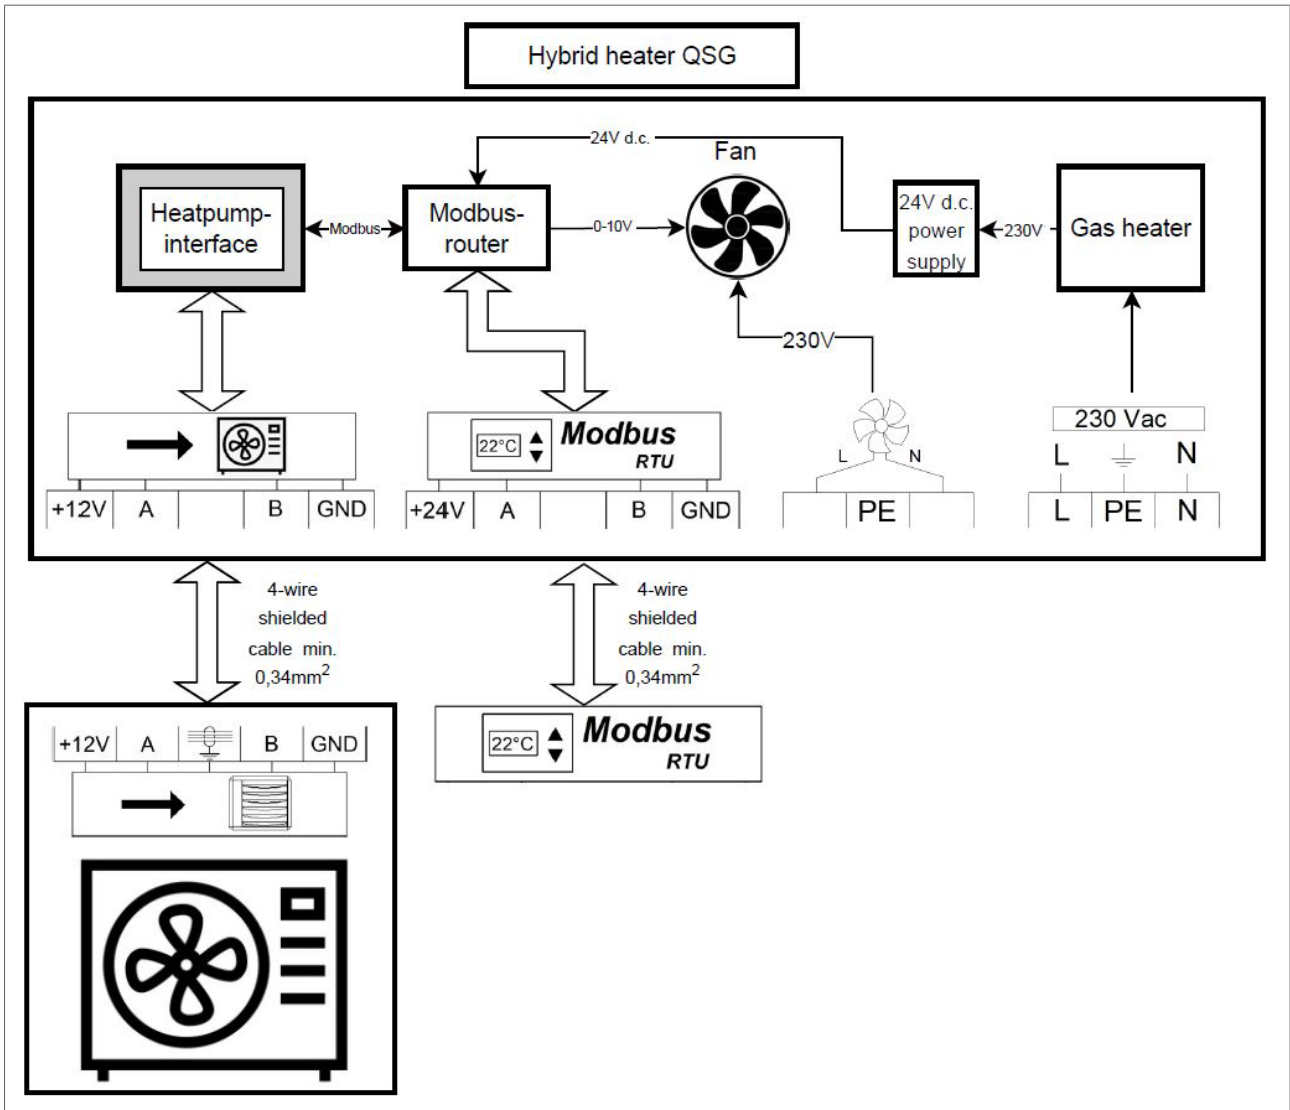 Hybrid heater QSG
24V d.c.
Fan
Heatpump-
interface
Modbus
Modbus-
router
0-10V
24V d.c.
power
supply
230V
Gas heater
230V
22°C
Modbus
RTU
L
N
230 Vac
L
N
+12V A B GND
+24V A B GND
PE
L PE N
4-wire
shielded
cable min.
0,34mm²
4-wire
shielded
cable min.
0,34mm²
+12V A B GND
22°C
Modbus
RTU